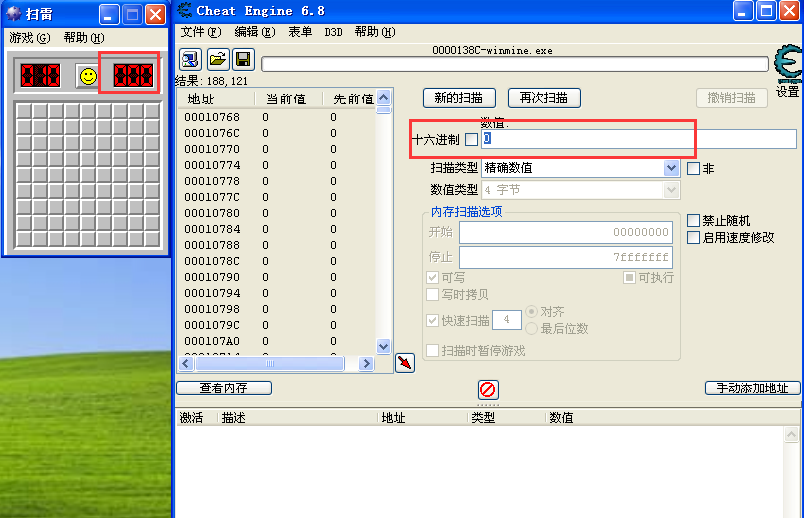 扫雷
游戏(G) 帮助(H)
010
000
Cheat Engine 6.8
文件(F) 编辑(E) 表单 D3D 帮助(H)
0000138C-winmine.exe
结果: 188,121
设置
地址 当前值 先前值
00010768 0 0
0001076C 0 0
00010770 0 0
00010774 0 0
00010778 0 0
0001077C 0 0
00010780 0 0
00010784 0 0
00010788 0 0
0001078C 0 0
00010790 0 0
00010794 0 0
00010798 0 0
0001079C 0 0
000107A0 0 0
新的扫描 再次扫描 撤销扫描
数值:
十六进制 0
扫描类型 精确数值 非
数值类型 4 字节
内存扫描选项
开始 00000000
停止 7fffffff
可写 可执行
写时拷贝
快速扫描 4 对齐
最后位数
扫描时暂停游戏
禁止随机
启用速度修改
查看内存 手动添加地址
激活 描述 地址 类型 数值